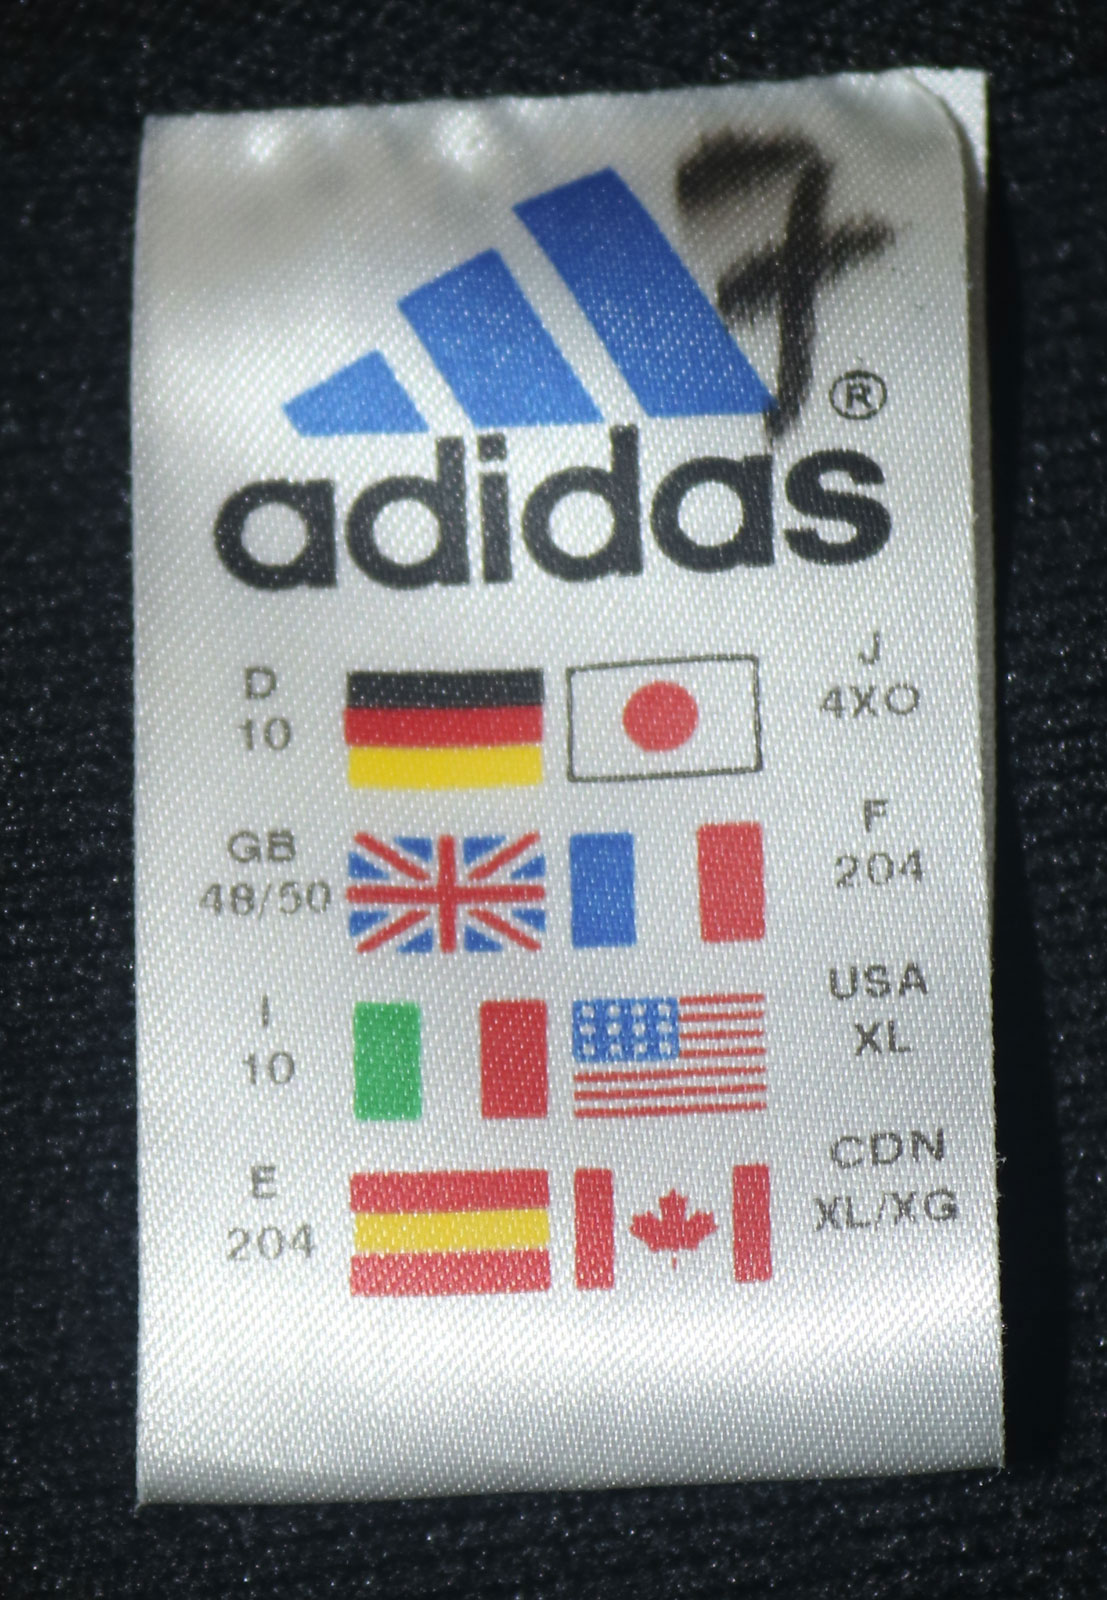 7
®
adidas
D
10
J
4XO
GB
48/50
F
204
I
10
USA
XL
E
204
CDN
XL/XG